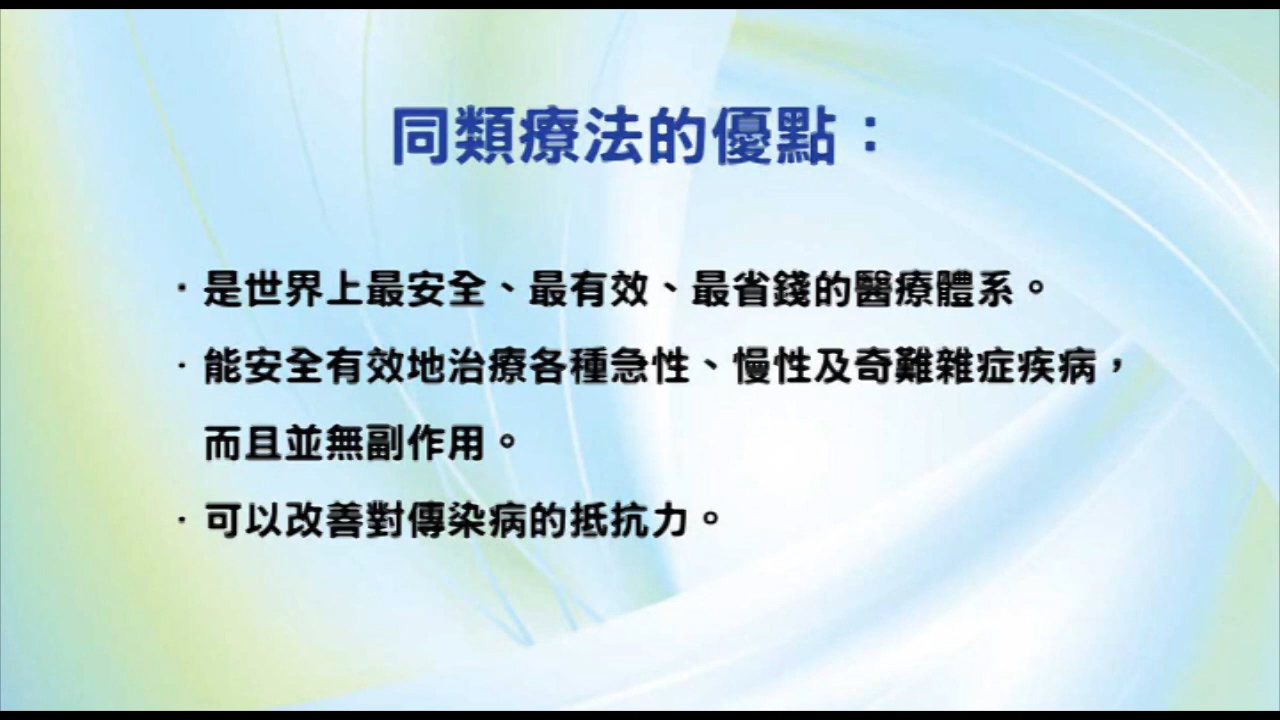 同類療法的優點：
·是世界上最安全、最有效、最省錢的醫療體系。
·能安全有效地治療各種急性、慢性及奇難雜症疾病，
而且並無副作用。
·可以改善對傳染病的抵抗力。